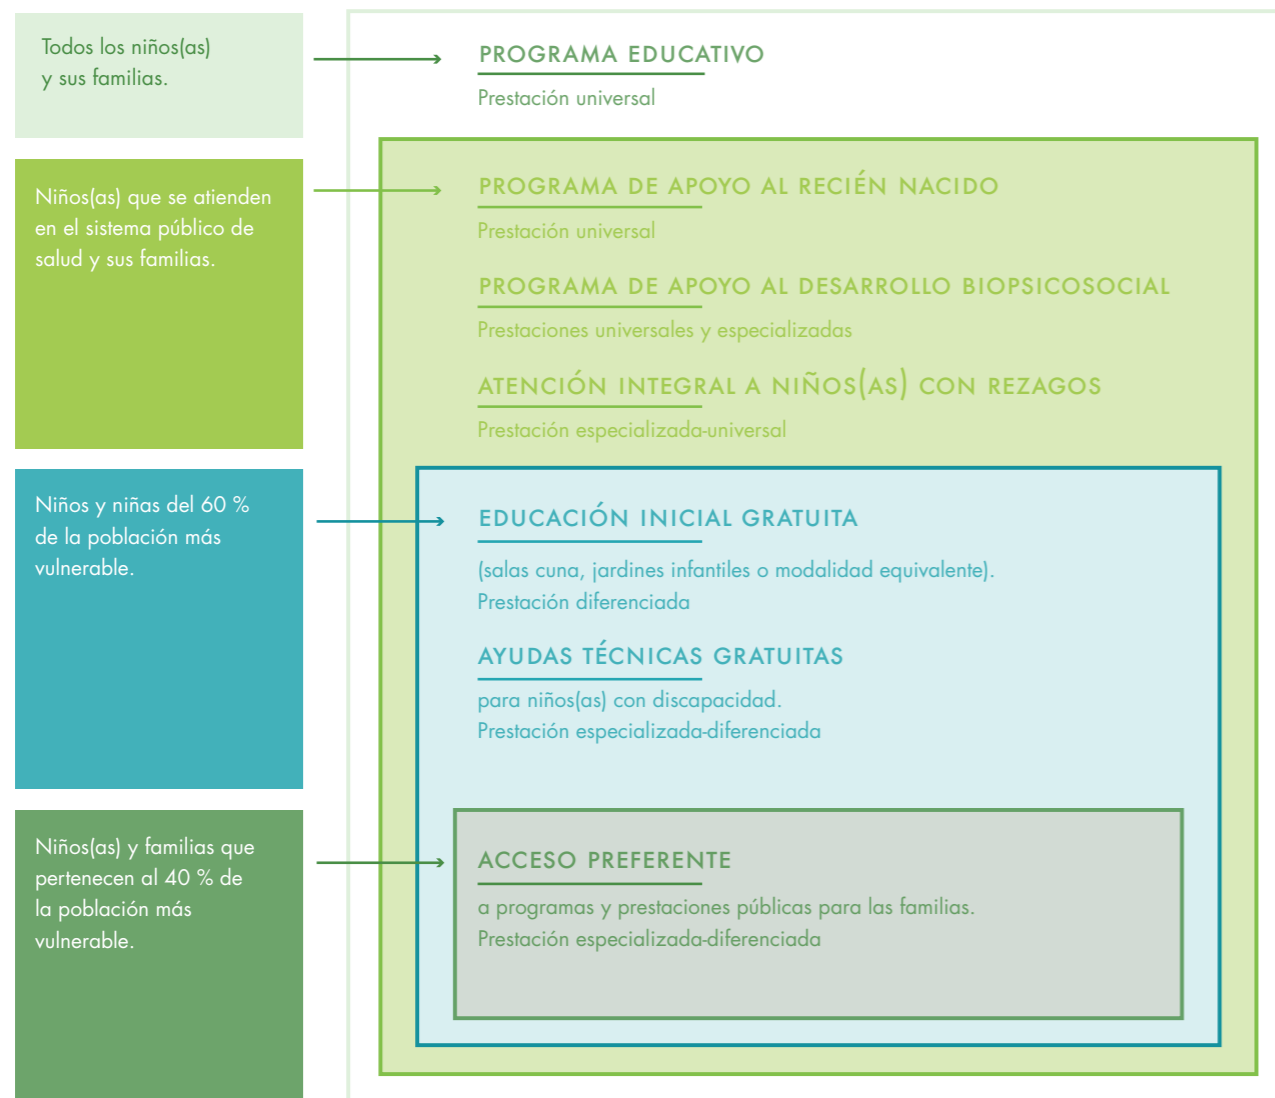 Todos los niños(as)
y sus familias.
PROGRAMA EDUCATIVO
Prestación universal
Niños(as) que se atienden
en el sistema público de
salud y sus familias.
PROGRAMA DE APOYO AL RECIÉN NACIDO
Prestación universal
PROGRAMA DE APOYO AL DESARROLLO BIOPSICOSOCIAL
Prestaciones universales y especializadas
ATENCIÓN INTEGRAL A NIÑOS(AS) CON REZAGOS
Prestación especializada-universal
Niños y niñas del 60 %
de la población más
vulnerable.
EDUCACIÓN INICIAL GRATUITA
(salas cuna, jardines infantiles o modalidad equivalente).
Prestación diferenciada
AYUDAS TÉCNICAS GRATUITAS
para niños(as) con discapacidad.
Prestación especializada-diferenciada
Niños(as) y familias que
pertenecen al 40 % de
la población más
vulnerable.
ACCESO PREFERENTE
a programas y prestaciones públicas para las familias.
Prestación especializada-diferenciada